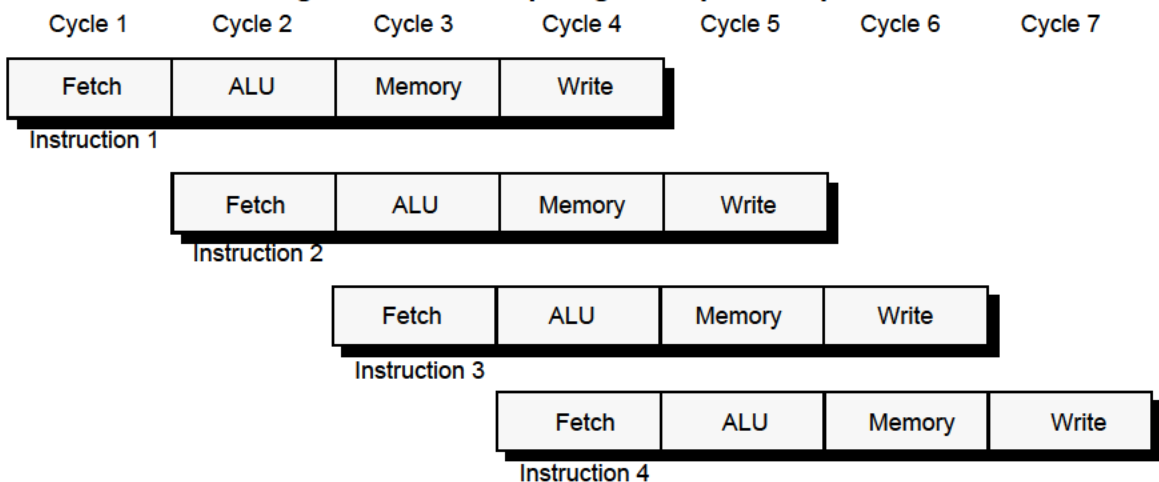 Cycle 1 Cycle 2 Cycle 3 Cycle 4 Cycle 5 Cycle 6 Cycle 7
Fetch ALU Memory Write
Instruction 1
Fetch ALU Memory Write
Instruction 2
Fetch ALU Memory Write
Instruction 3
Fetch ALU Memory Write
Instruction 4